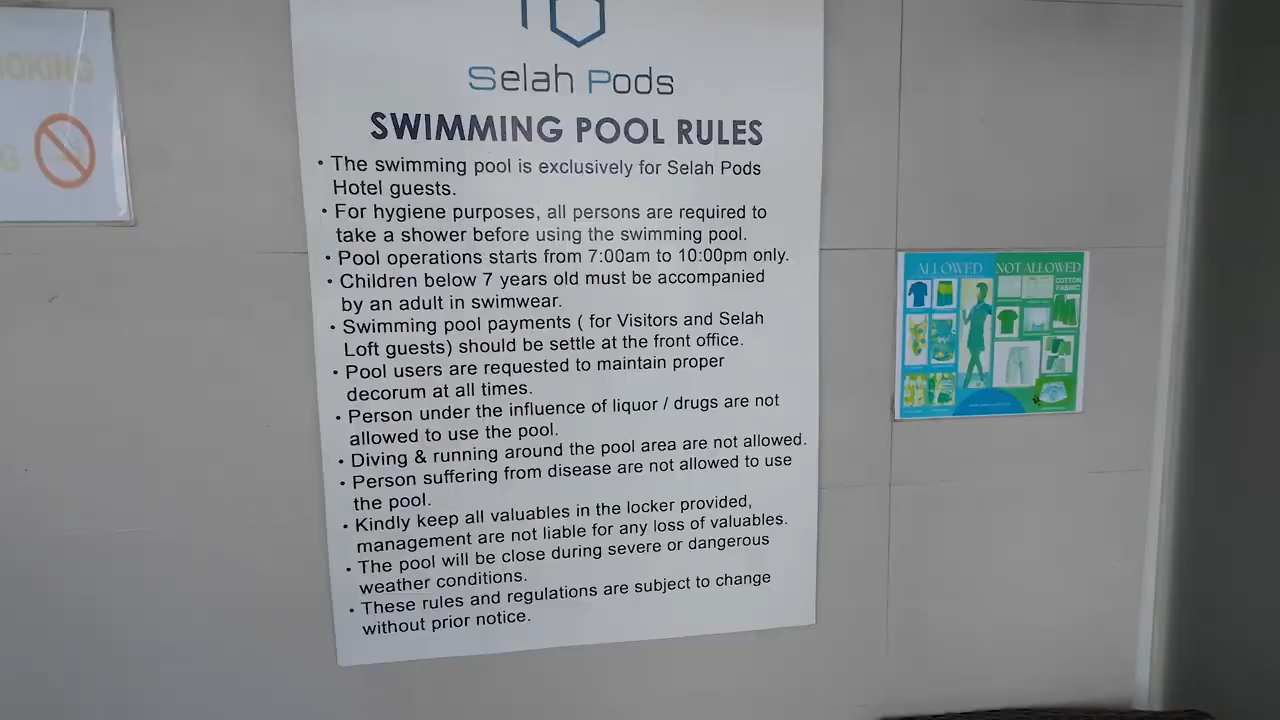 Selah Pods
SWIMMING POOL RULES
• The swimming pool is exclusively for Selah Pods
Hotel guests.
• For hygiene purposes, all persons are required to
take a shower before using the swimming pool.
• Pool operations starts from 7:00am to 10:00pm only.
• Children below 7 years old must be accompanied
by an adult in swimwear.
• Swimming pool payments ( for Visitors and Selah
Loft guests) should be settle at the front office.
• Pool users are requested to maintain proper
decorum at all times.
• Person under the influence of liquor / drugs are not
allowed to use the pool.
• Diving & running around the pool area are not allowed.
• Person suffering from disease are not allowed to use
the pool.
• Kindly keep all valuables in the locker provided,
management are not liable for any loss of valuables.
• The pool will be close during severe or dangerous
weather conditions.
• These rules and regulations are subject to change
without prior notice.
ALLOWED
NOT ALLOWED
COTTON
FABRIC